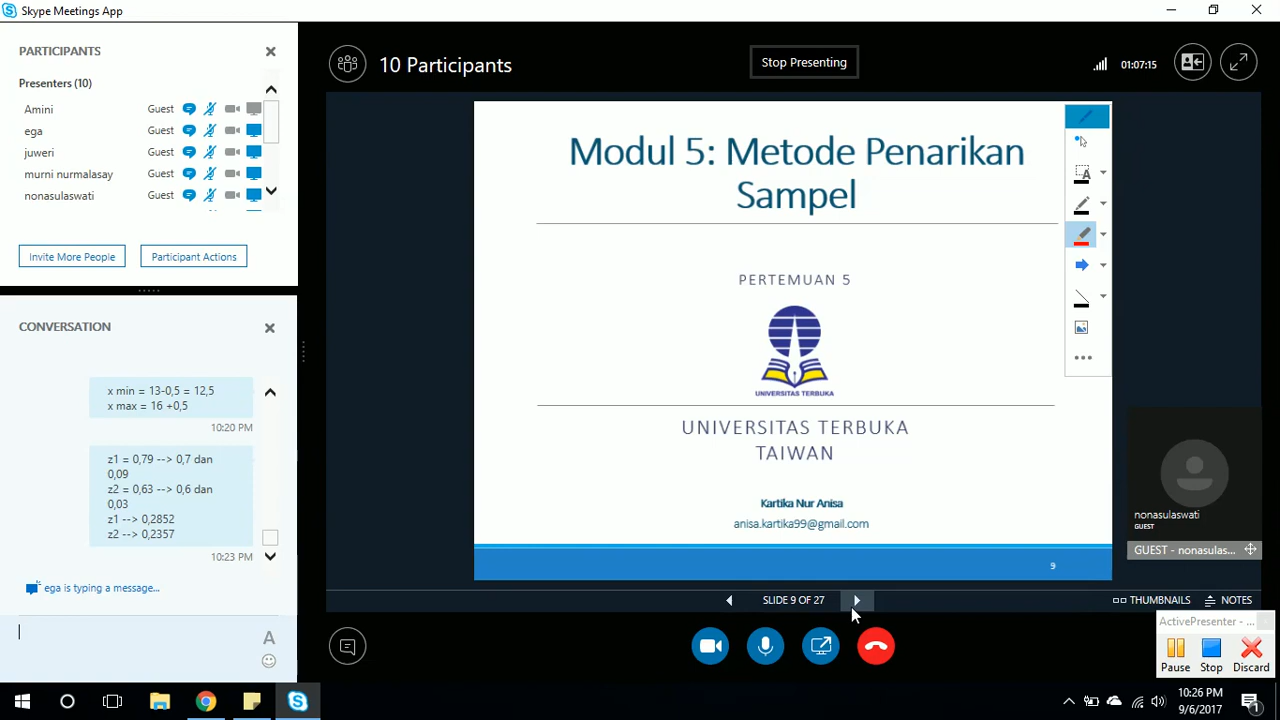 Skype Meetings App
PARTICIPANTS
Presenters (10)
Amini Guest
ega Guest
juweri Guest
murni nurmalasay Guest
nonasulaswati Guest
Invite More People
Participant Actions
CONVERSATION
x min = 13-0,5 = 12,5
x max = 16 +0,5
10:20 PM
z1 = 0,79 --> 0,7 dan
0,09
z2 = 0,63 --> 0,6 dan
0,03
z1 --> 0,2852
z2 --> 0,2357
10:23 PM
ega is typing a message...
A
10 Participants
Stop Presenting
01:07:15
Modul 5: Metode Penarikan
Sampel
PERTEMUAN 5
UNIVERSITAS TERBUKA
UNIVERSITAS TERBUKA
TAIWAN
Kartika Nur Anisa
anisa.kartika99@gmail.com
9
A
nonasulaswati
GUEST
GUEST - nonasulas...
SLIDE 9 OF 27
THUMBNAILS
NOTES
ActivePresenter - ...
Pause
Stop
Discard
10:26 PM
9/6/2017
1